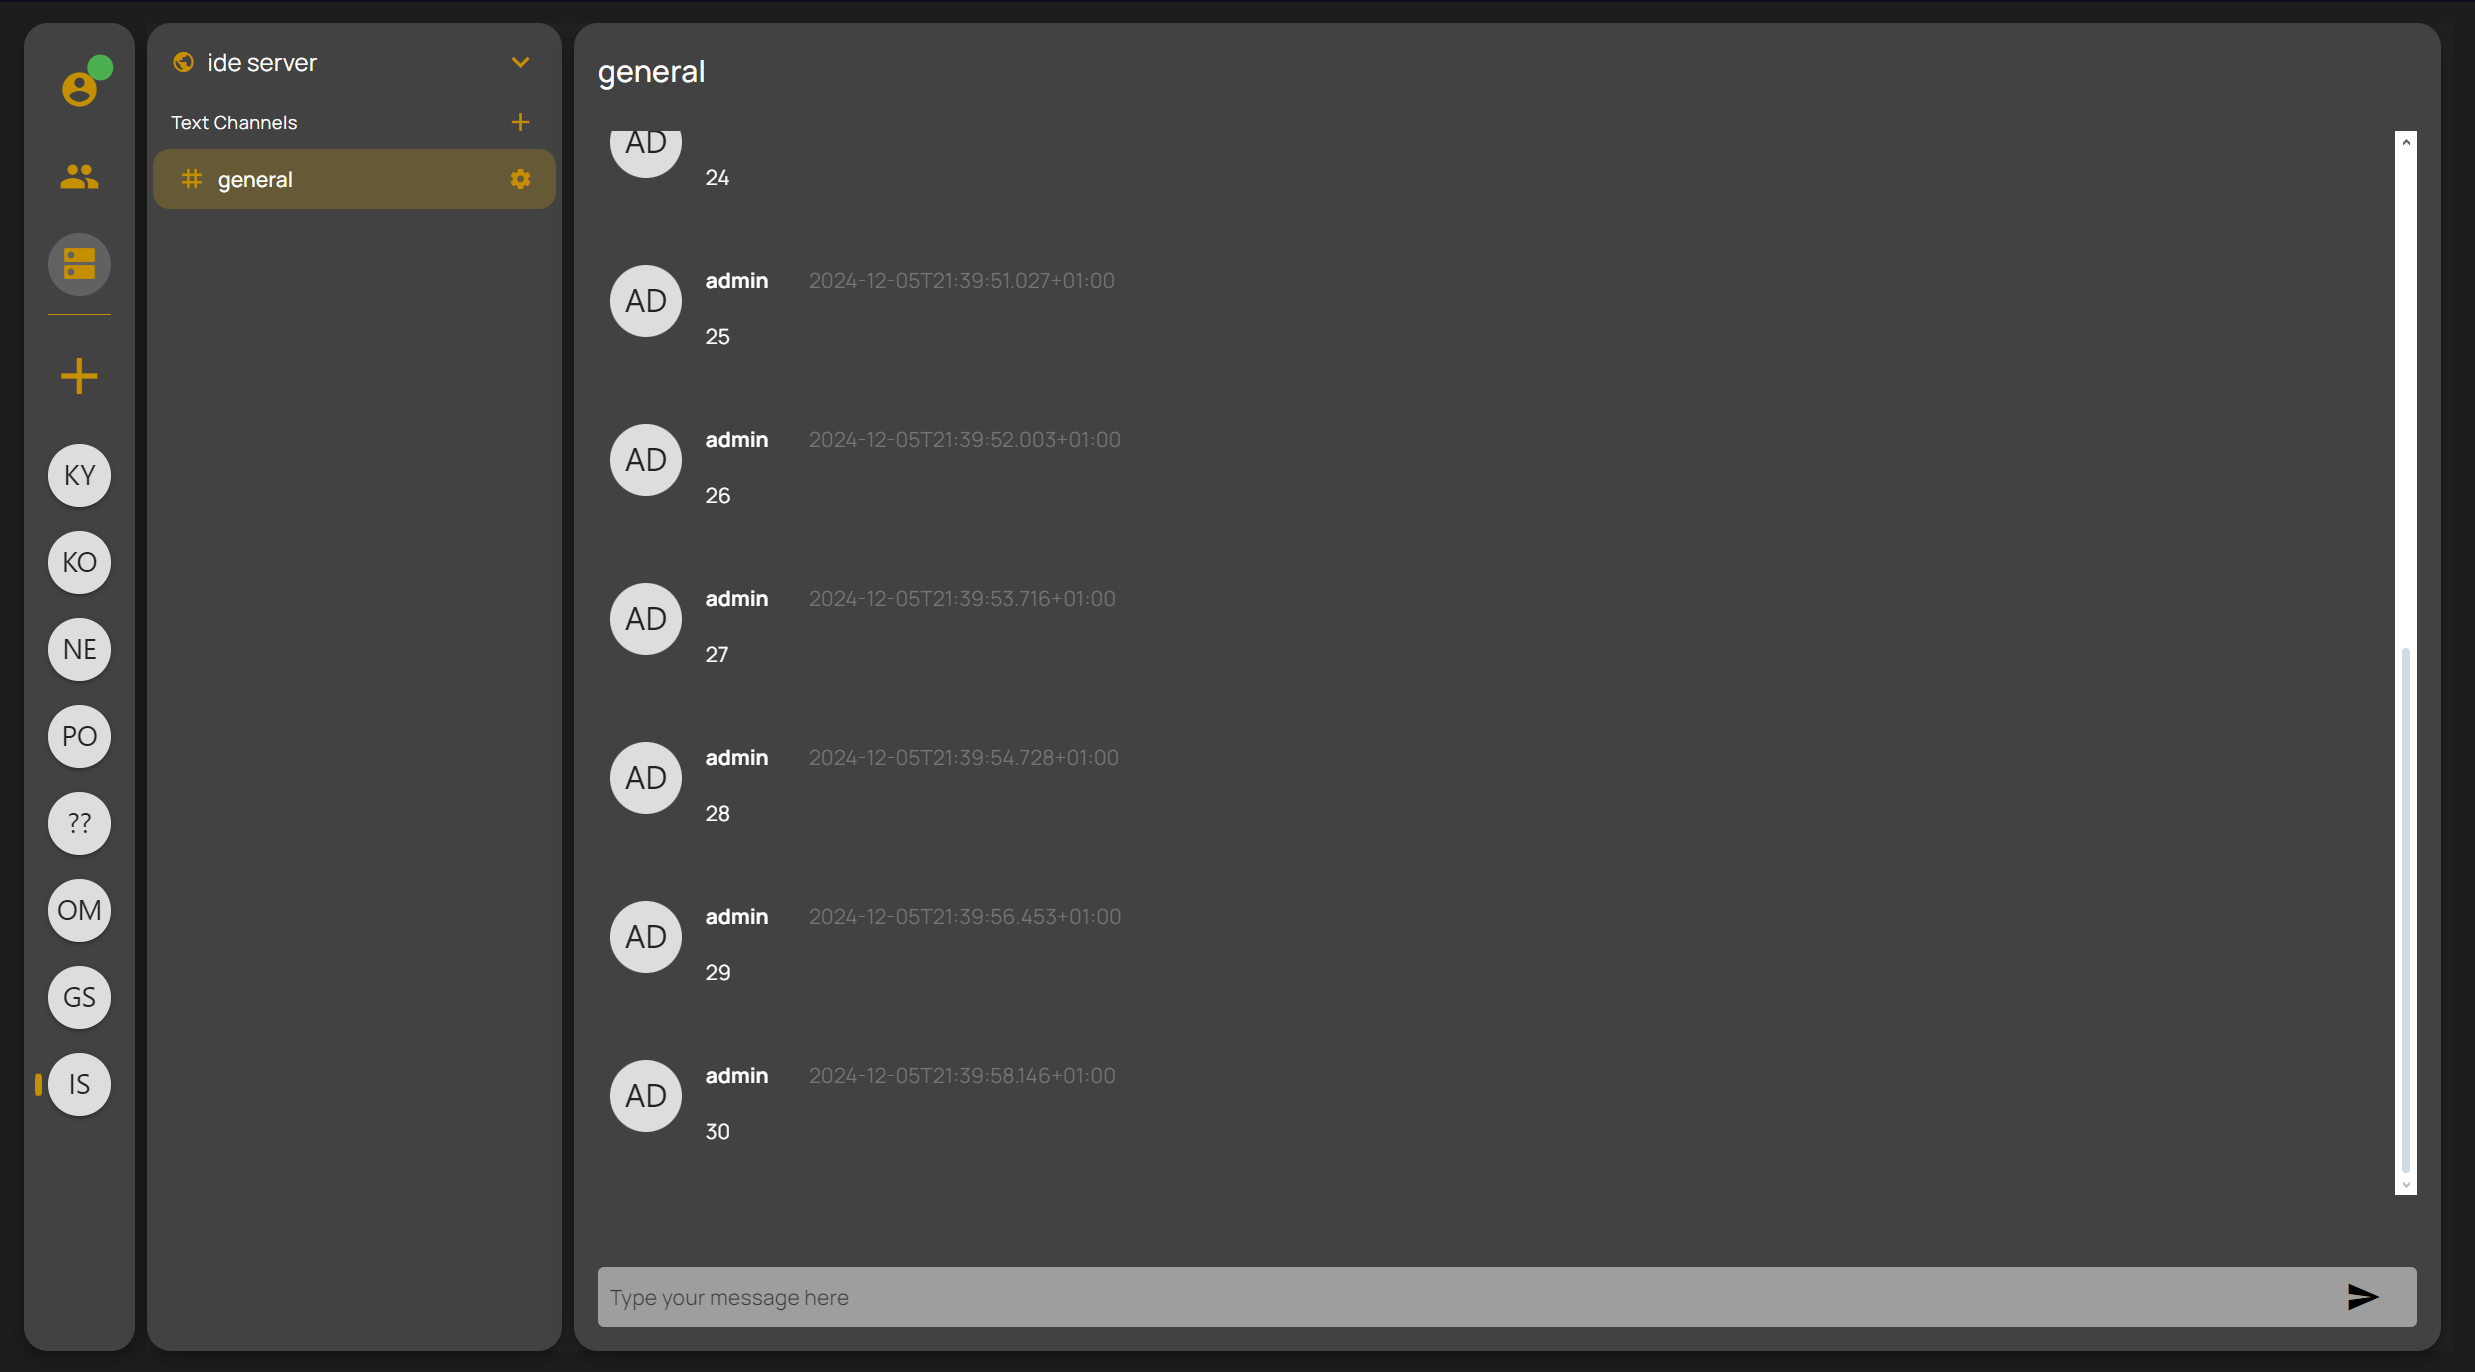 KY
KO
NE
PO
??
OM
GS
IS
ide server
Text Channels
general
general
AD
24
AD
admin 2024-12-05T21:39:51.027+01:00
25
AD
admin 2024-12-05T21:39:52.003+01:00
26
AD
admin 2024-12-05T21:39:53.716+01:00
27
AD
admin 2024-12-05T21:39:54.728+01:00
28
AD
admin 2024-12-05T21:39:56.453+01:00
29
AD
admin 2024-12-05T21:39:58.146+01:00
30
Type your message here